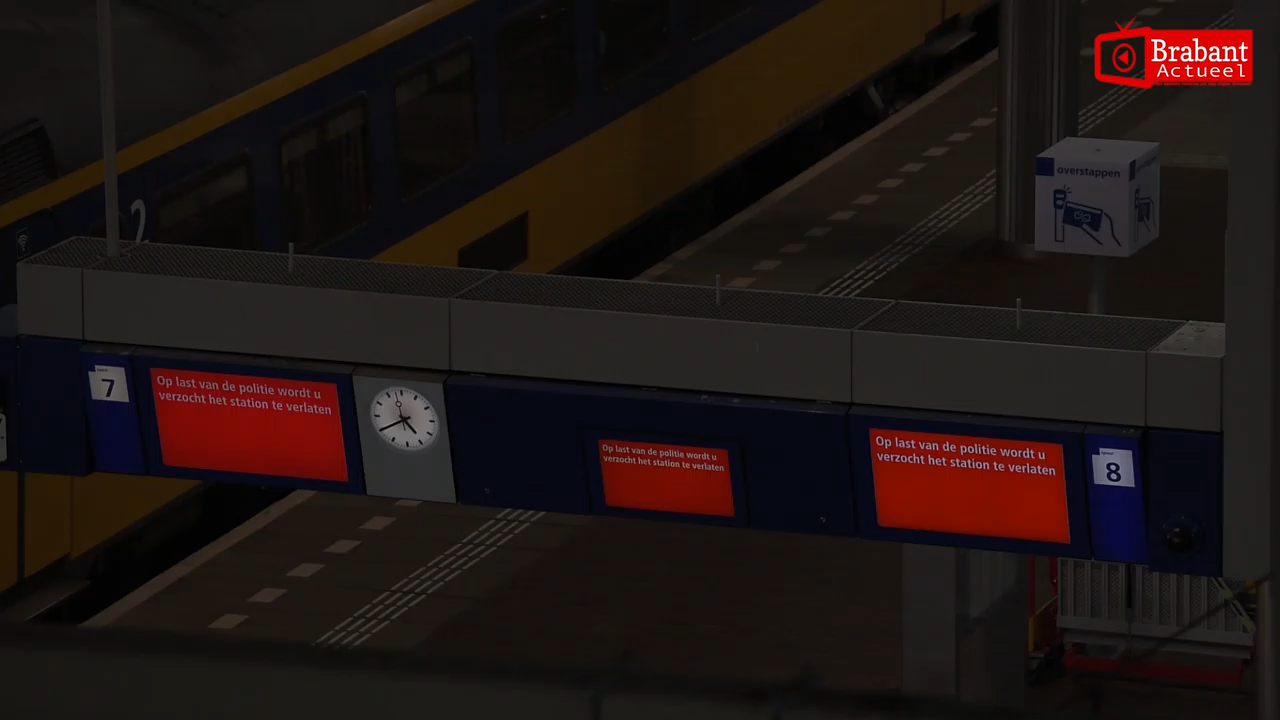 Brabant
Actueel
overstappen
2
7
Op last van de politie wordt u
verzocht het station te verlaten
Op last van de politie wordt u
verzocht het station te verlaten
Op last van de politie wordt u
verzocht het station te verlaten
8